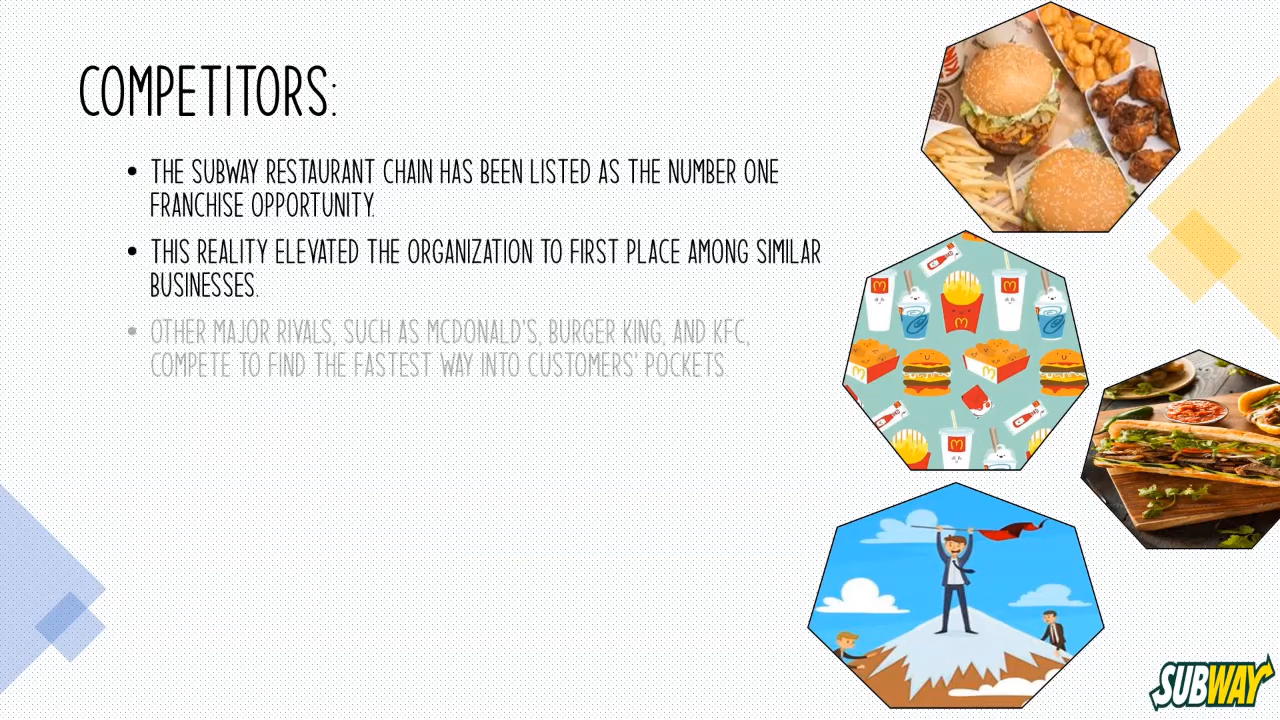 COMPETITORS:
• THE SUBWAY RESTAURANT CHAIN HAS BEEN LISTED AS THE NUMBER ONE
FRANCHISE OPPORTUNITY.
• THIS REALITY ELEVATED THE ORGANIZATION TO FIRST PLACE AMONG SIMILAR
BUSINESSES.
• OTHER MAJOR RIVALS, SUCH AS MCDONALD'S, BURGER KING, AND KFC,
COMPETE TO FIND THE FASTEST WAY INTO CUSTOMERS' POCKETS.
SUBWAY